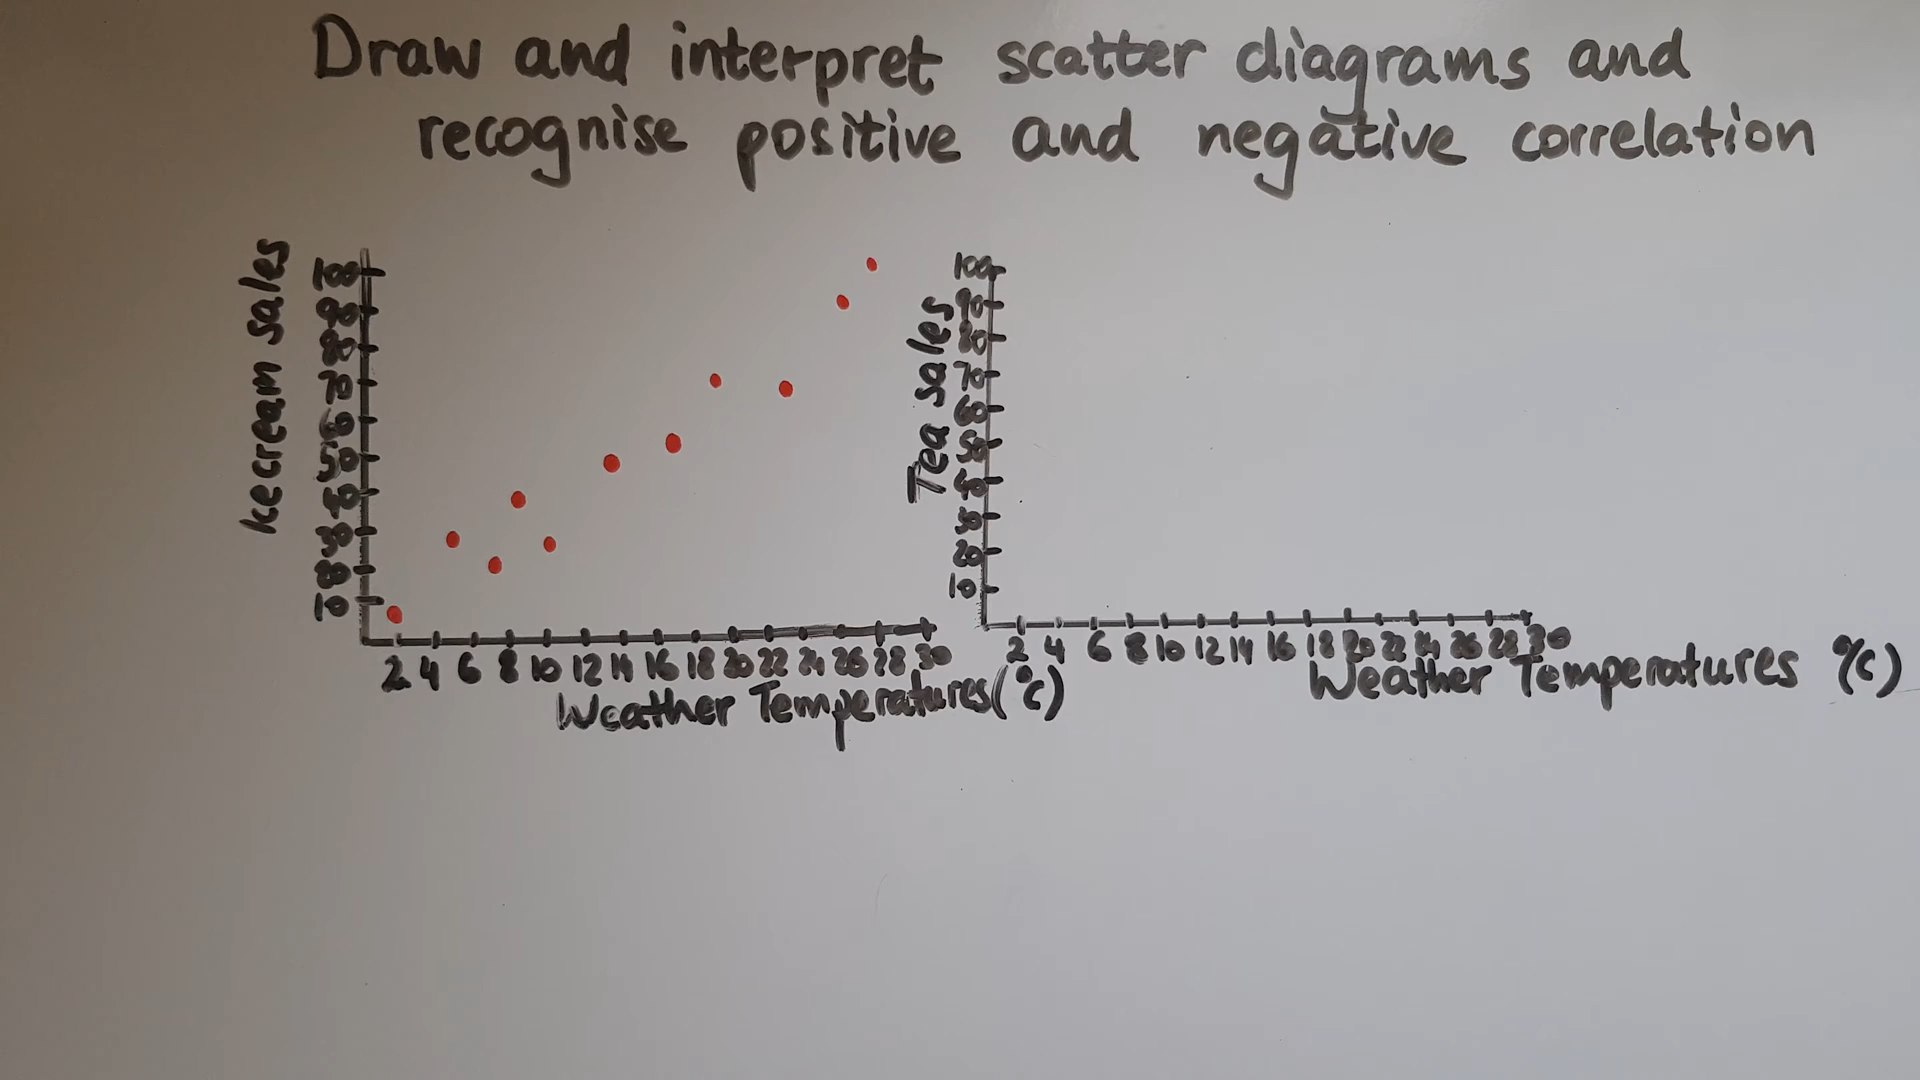 Draw and interpret scatter diagrams and
recognise positive and negative correlation
Icecream sales
100
90
80
70
60
50
40
30
20
10
2 4 6 8 10 12 14 16 18 20 22 24 26 28 30
Weather Temperatures (°c)
Tea sales
100
90
80
70
60
50
40
30
20
10
2 4 6 8 10 12 14 16 18 20 22 24 26 28 30
Weather Temperatures (°c)